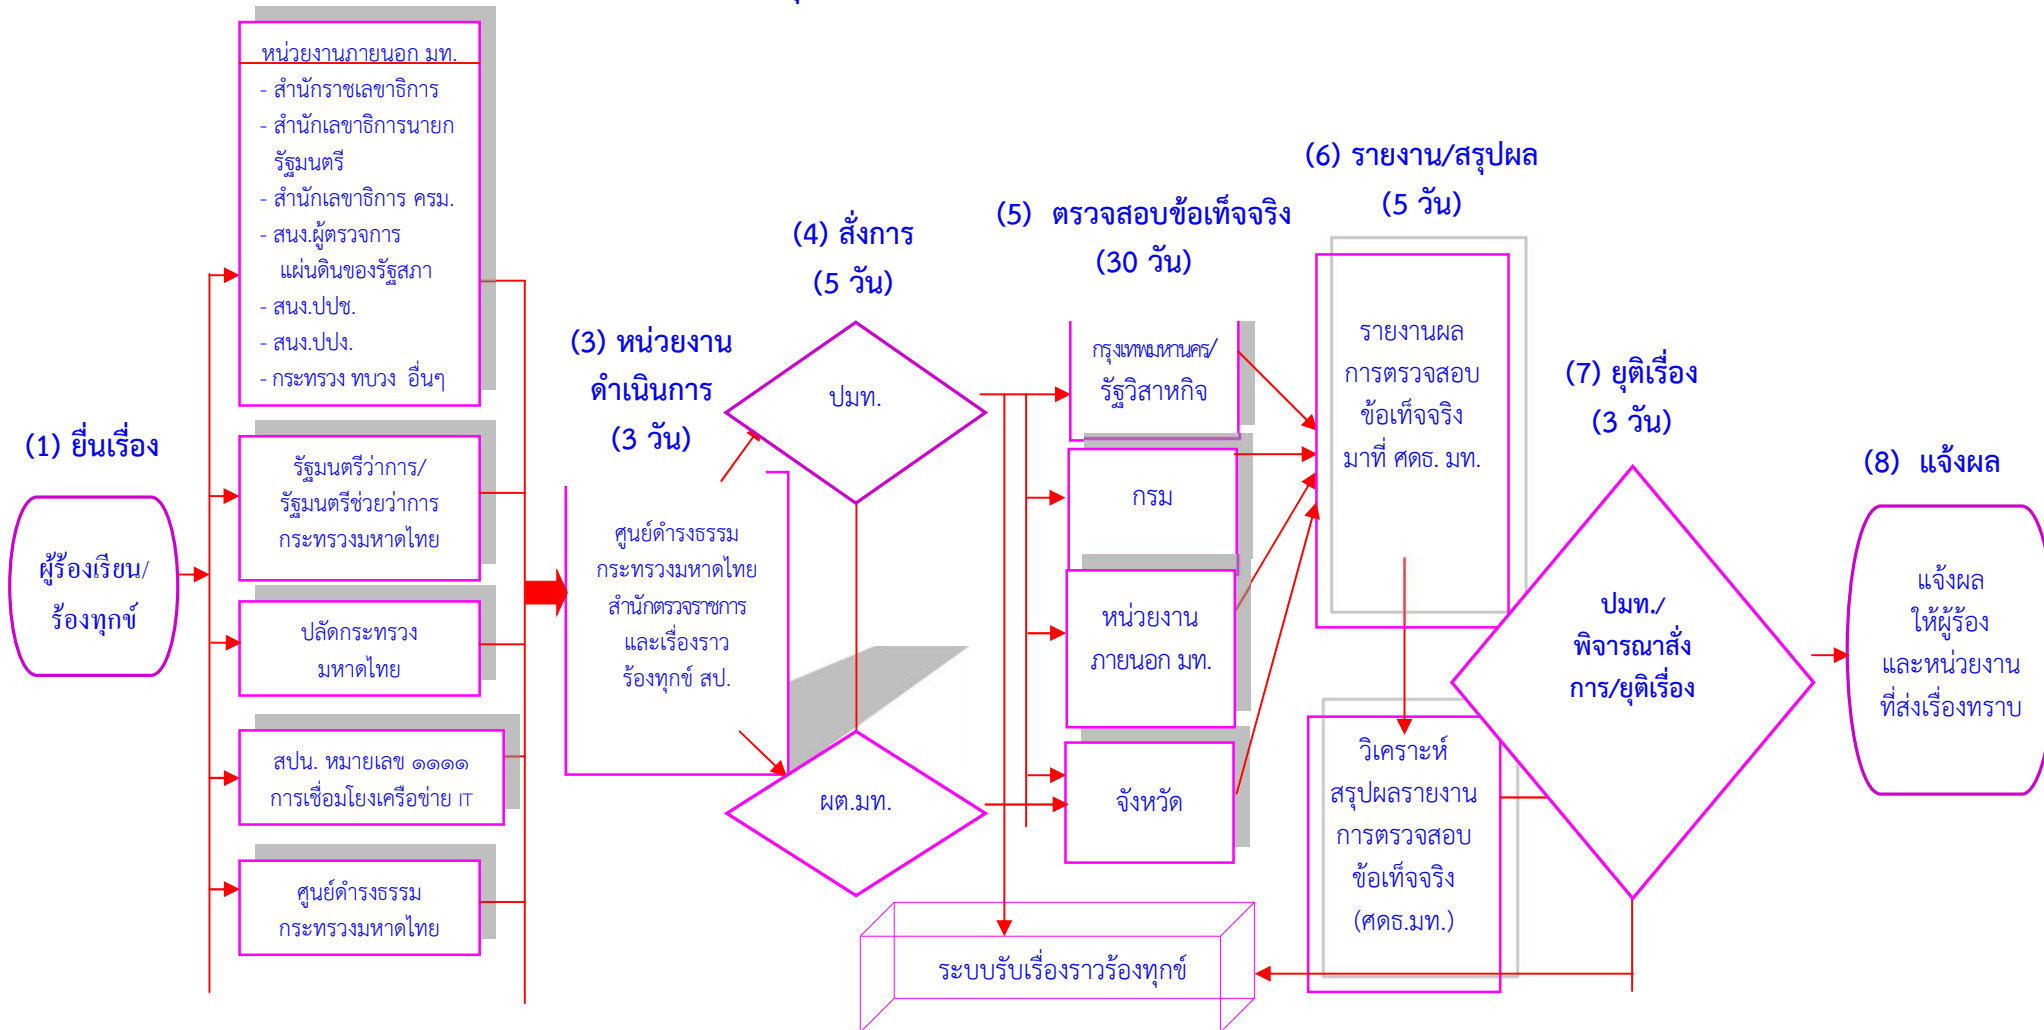 (1) ยื่นเรื่อง
ผู้ร้องเรียน/
ร้องทุกข์
หน่วยงานภายนอก มท.
- สำนักราชเลขาธิการ
- สำนักเลขาธิการนายก
รัฐมนตรี
- สำนักเลขาธิการ ครม.
- สนง.ผู้ตรวจการ
แผ่นดินของรัฐสภา
- สนง.ปปช.
- สนง.ปปง.
- กระทรวง ทบวง อื่นๆ
รัฐมนตรีว่าการ/
รัฐมนตรีช่วยว่าการ
กระทรวงมหาดไทย
ปลัดกระทรวง
มหาดไทย
สปน. หมายเลข ๑๑๑๑
การเชื่อมโยงเครือข่าย IT
ศูนย์ดำรงธรรม
กระทรวงมหาดไทย
(3) หน่วยงาน
ดำเนินการ
(3 วัน)
ศูนย์ดำรงธรรม
กระทรวงมหาดไทย
สำนักตรวจราชการ
และเรื่องราว
ร้องทุกข์ สป.
(4) สั่งการ
(5 วัน)
ปมท.
ผต.มท.
(5) ตรวจสอบข้อเท็จจริง
(30 วัน)
กรุงเทพมหานคร/
รัฐวิสาหกิจ
กรม
หน่วยงาน
ภายนอก มท.
จังหวัด
ระบบรับเรื่องราวร้องทุกข์
(6) รายงาน/สรุปผล
(5 วัน)
รายงานผล
การตรวจสอบ
ข้อเท็จจริง
มาที่ ศดธ. มท.
วิเคราะห์
สรุปผลรายงาน
การตรวจสอบ
ข้อเท็จจริง
(ศดธ.มท.)
(7) ยุติเรื่อง
(3 วัน)
ปมท./
พิจารณาสั่ง
การ/ยุติเรื่อง
(8) แจ้งผล
แจ้งผล
ให้ผู้ร้อง
และหน่วยงาน
ที่ส่งเรื่องทราบ